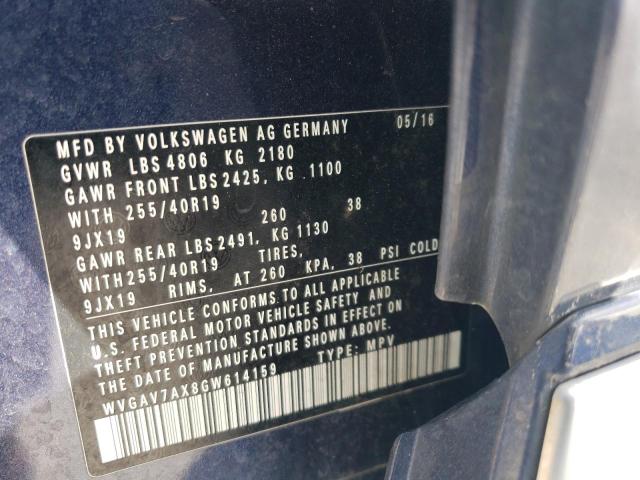 MFD BY VOLKSWAGEN AG GERMANY 05/16
GVWR LBS 4806 KG 2180
GAWR FRONT LBS 2425, KG 1100
WITH 255/40R19
9JX19 260 38
GAWR REAR LBS 2491, KG 1130
WITH 255/40R19 TIRES,
9JX19 RIMS, AT 260 KPA, 38 PSI COLD
THIS VEHICLE CONFORMS TO ALL APPLICABLE
U.S. FEDERAL MOTOR VEHICLE SAFETY AND
THEFT PREVENTION STANDARDS IN EFFECT ON
THE DATE OF MANUFACTURE SHOWN ABOVE.
WVGAV7AX8GW614159 TYPE: MPV